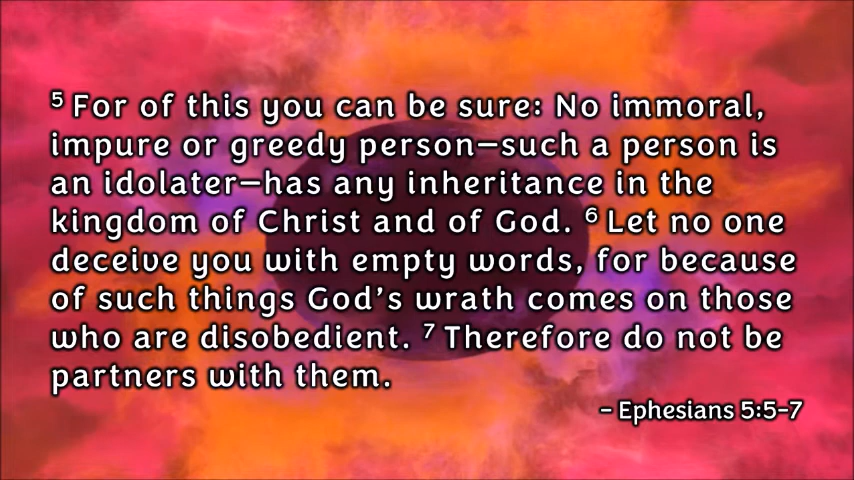 ⁵ For of this you can be sure: No immoral,
impure or greedy person—such a person is
an idolater—has any inheritance in the
kingdom of Christ and of God. ⁶ Let no one
deceive you with empty words, for because
of such things God’s wrath comes on those
who are disobedient. ⁷ Therefore do not be
partners with them.
- Ephesians 5:5-7